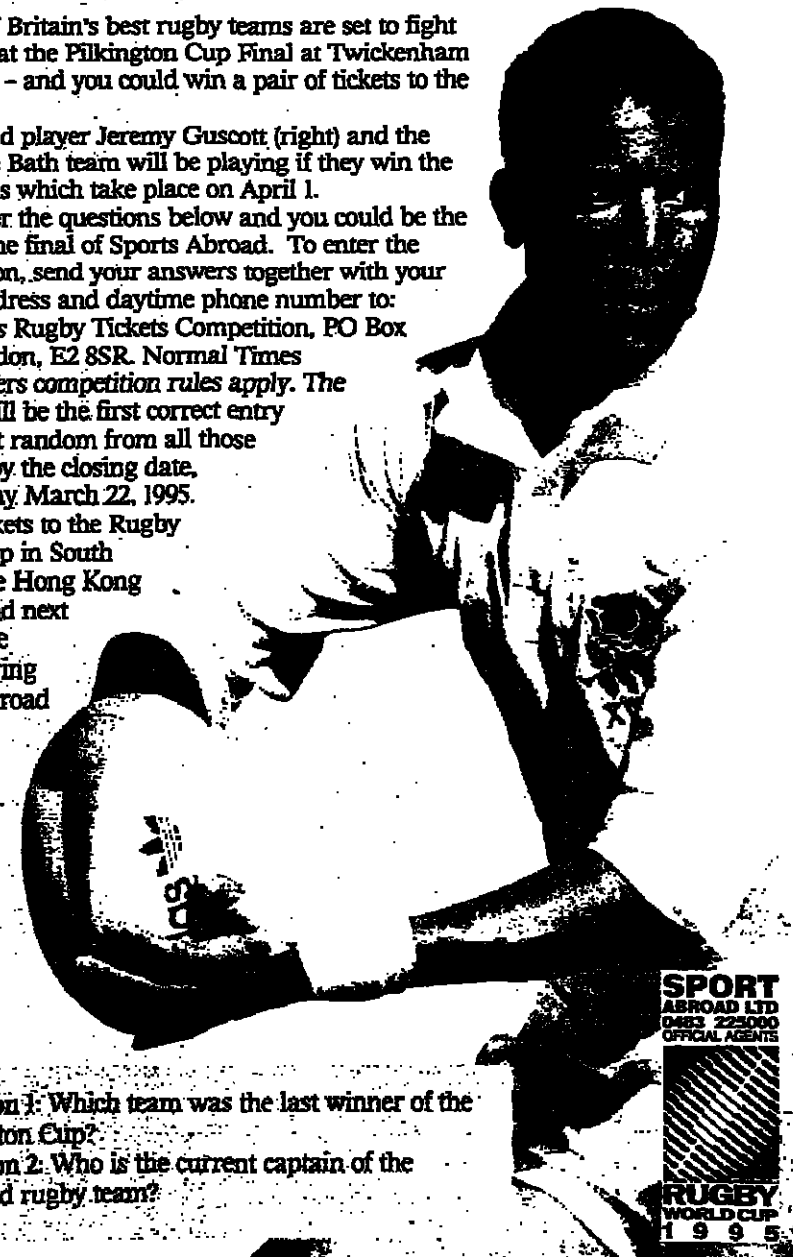 Britain's best rugby teams are set to fight
at the Pilkington Cup Final at Twickenham
– and you could win a pair of tickets to the
d player Jeremy Guscott (right) and the
Bath team will be playing if they win the
s which take place on April 1.
r the questions below and you could be the
ne final of Sports Abroad. To enter the
on, send your answers together with your
dress and daytime phone number to:
s Rugby Tickets Competition, PO Box
don, E2 8SR. Normal Times
ers competition rules apply. The
ill be the first correct entry
t random from all those
by the closing date,
ay March 22, 1995.
kets to the Rugby
p in South
e Hong Kong
d next
e
ring
road
SPORT
ABROAD LTD
0483 225000
OFFICIAL AGENTS
on 1: Which team was the last winner of the
ton Cup?
on 2: Who is the current captain of the
d rugby team?
RUGBY
WORLD CUP
1995